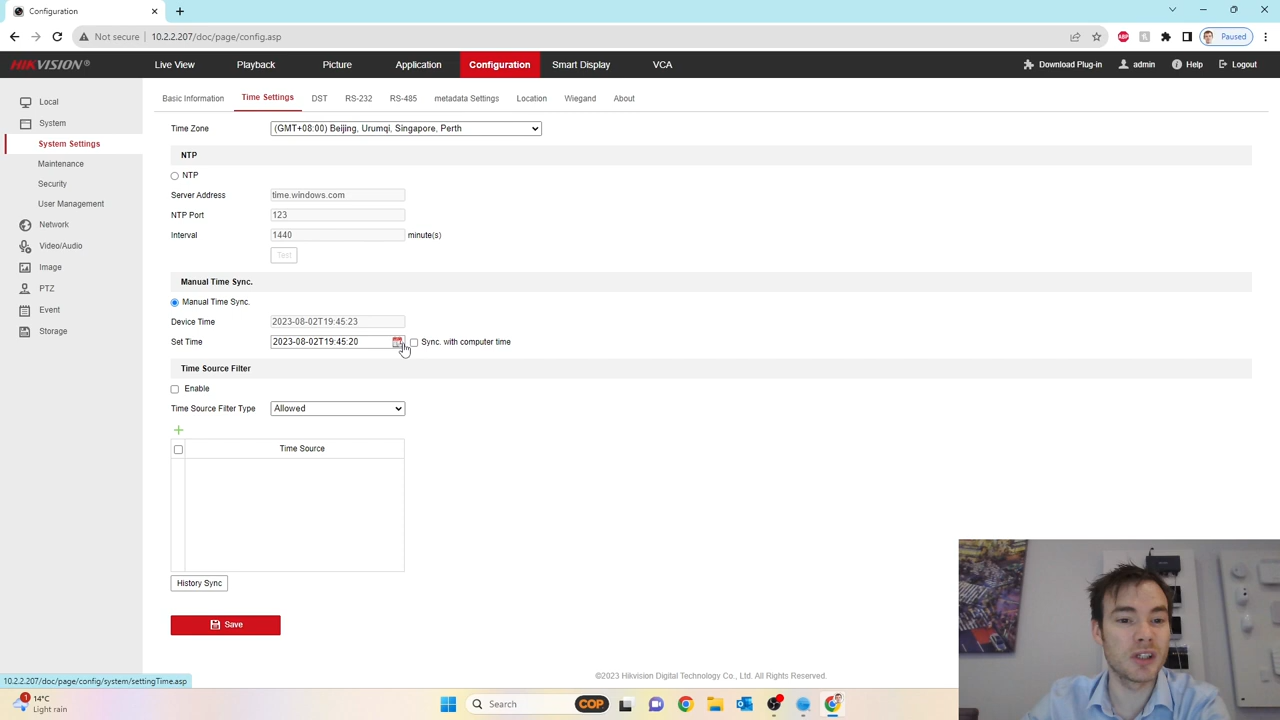 Configuration
Not secure 10.2.2.207/doc/page/config.asp
ABP
Paused
HIKVISION®
Live View Playback Picture Application Configuration Smart Display VCA
Download Plug-in admin Help Logout
Local
System
System Settings
Maintenance
Security
User Management
Network
Video/Audio
Image
PTZ
Event
Storage
Basic Information Time Settings DST RS-232 RS-485 metadata Settings Location Wiegand About
Time Zone (GMT+08:00) Beijing, Urumqi, Singapore, Perth
NTP
NTP
Server Address time.windows.com
NTP Port 123
Interval 1440 minute(s)
Test
Manual Time Sync.
Manual Time Sync.
Device Time 2023-08-02T19:45:23
Set Time 2023-08-02T19:45:20 Sync. with computer time
Time Source Filter
Enable
Time Source Filter Type Allowed
Time Source
History Sync
Save
©2023 Hikvision Digital Technology Co., Ltd. All Rights Reserved.
10.2.2.207/doc/page/config/system/settingTime.asp
1
14°C
Light rain
Search
COP